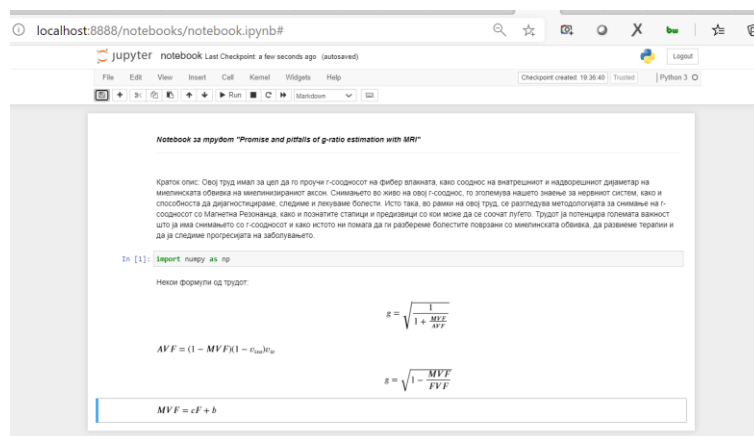 localhost:8888/notebooks/notebook.ipynb#
jupyter notebook Last Checkpoint: a few seconds ago (autosaved)
Logout
File Edit View Insert Cell Kernel Widgets Help
Checkpoint created: 19:36:40 Trusted Python 3
Run Markdown
Notebook за трудот "Promise and pitfalls of g-ratio estimation with MRI"
Краток опис: Овој труд имал за цел да го проучи г-соодносот на фибер влакната, како сооднос на внатрешниот и надворешниот дијаметар на
миелинската обвивка на миелинизираниот аксон. Снимањето во живо на овој г-сооднос, го зголемува нашето знаење за нервниот систем, како и
способноста да дијагностицираме, следиме и лекуваме болести. Исто така, во рамки на овој труд, се разгледува методологијата за снимање на г-
соодносот со Магнетна Резонанца, како и познатите стапици и предизвици со кои може да се соочат луѓето. Трудот ја потенцира големата важност
што ја има снимањето со г-соодносот и како истото ни помага да ги разбереме болестите поврзани со миелинската обвивка, да развиеме терапии и
да ја следиме прогресијата на заболувањето.
In [1]: import numpy as np
Некои формули од трудот:
g = √(1 / (1 + MVF/AVF))
AVF = (1 − MVF)(1 − v_iso)v_ic
g = √(1 − MVF/FVF)
MVF = cF + b